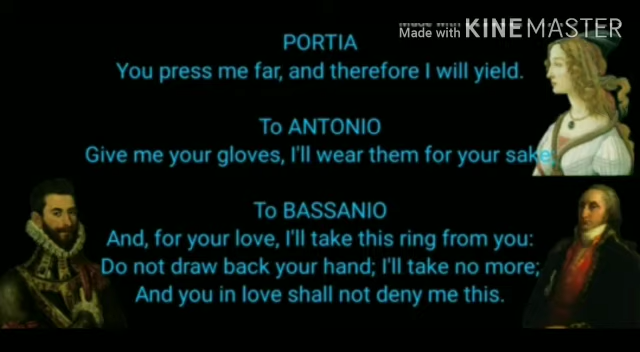 Made with KINEMASTER
PORTIA
You press me far, and therefore I will yield.
To ANTONIO
Give me your gloves, I'll wear them for your sake;
To BASSANIO
And, for your love, I'll take this ring from you:
Do not draw back your hand; I'll take no more;
And you in love shall not deny me this.